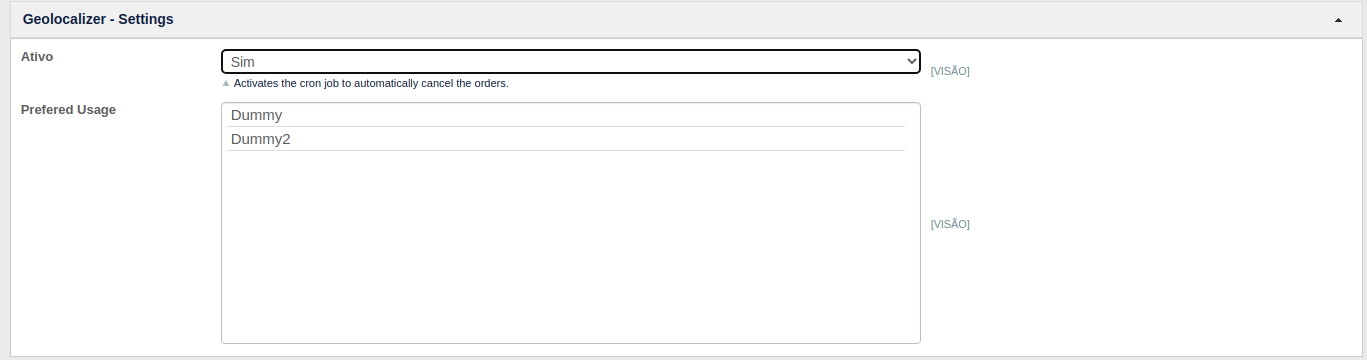 Geolocalizer - Settings
Ativo
Sim
[VISÃO]
Activates the cron job to automatically cancel the orders.
Prefered Usage
Dummy
Dummy2
[VISÃO]